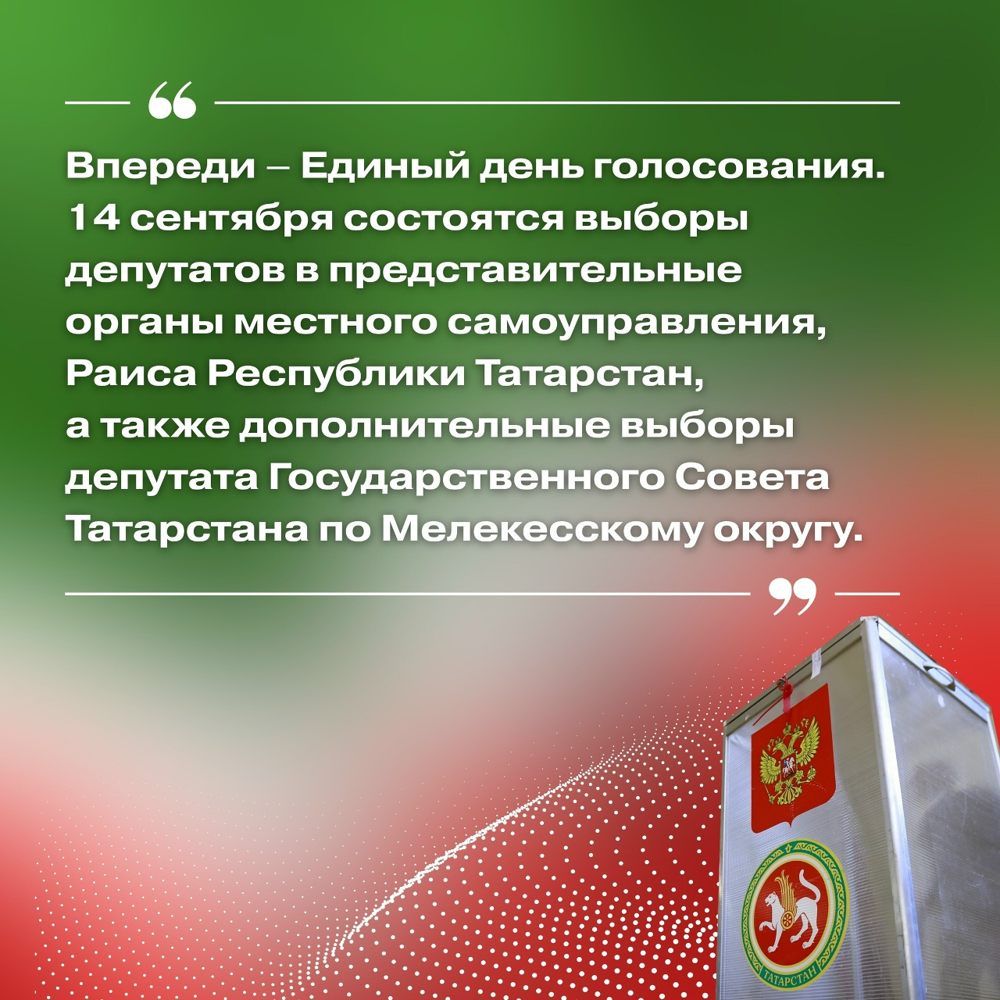 Впереди – Единый день голосования.
14 сентября состоятся выборы
депутатов в представительные
органы местного самоуправления,
Раиса Республики Татарстан,
а также дополнительные выборы
депутата Государственного Совета
Татарстана по Мелекесскому округу.
ТАТАРСТАН